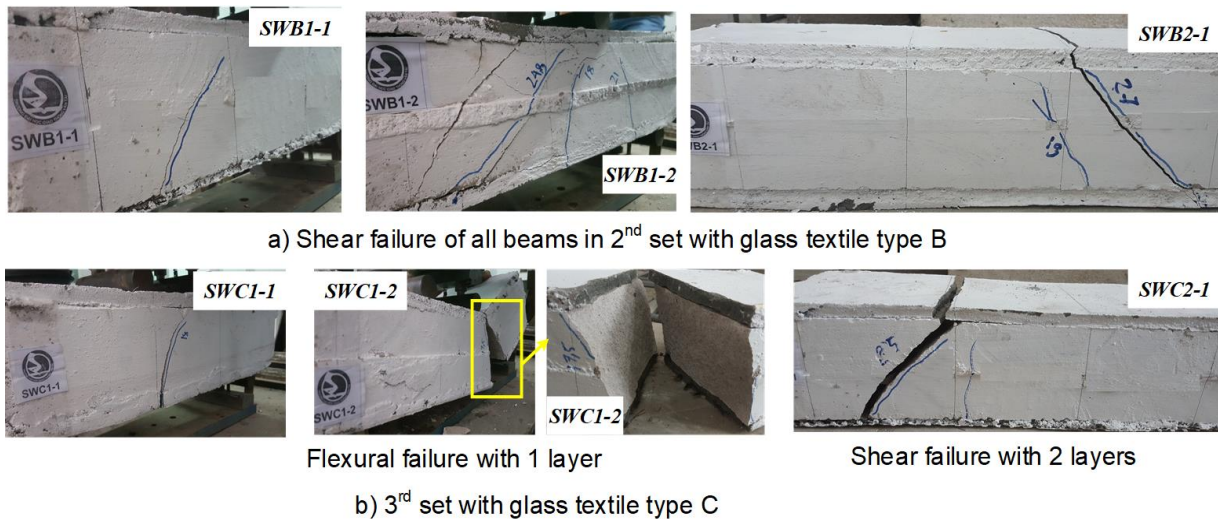 SWB1-1
SWB1-1
SWB1-2
SWB1-2
2AB
SWB2-1
27
a) Shear failure of all beams in 2nd set with glass textile type B
SWC1-1
SWC1-1
SWC1-2
SWC1-2
SWC1-2
SWC2-1
Flexural failure with 1 layer
Shear failure with 2 layers
b) 3rd set with glass textile type C